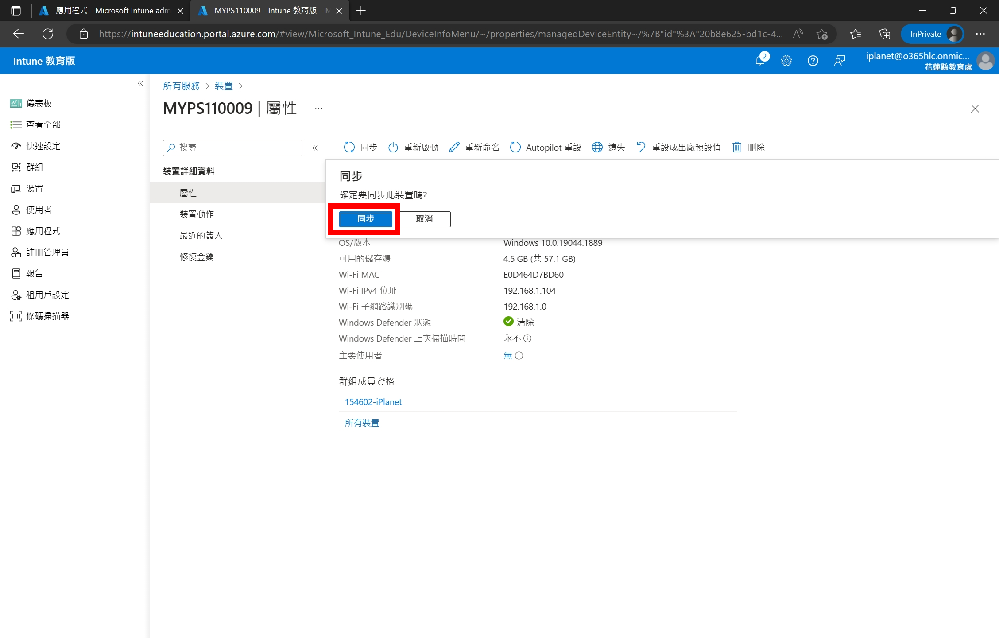 應用程式 - Microsoft Intune adm
MYPS110009 - Intune 教育版 – M
https://intuneeducation.portal.azure.com/#view/Microsoft_Intune_Edu/DeviceInfoMenu/~/properties/managedDeviceEntity~/%7B"id"%3A"20b8e625-bd1c-4...
InPrivate
Intune 教育版
2
iplanet@o365hlc.onmic...
花蓮縣教育處
儀表板
查看全部
快速設定
群組
裝置
使用者
應用程式
註冊管理員
報告
租用戶設定
條碼掃描器
所有服務 > 裝置 >
MYPS110009 | 屬性 ...
搜尋
裝置詳細資料
屬性
裝置動作
最近的簽入
修復金鑰
同步 重新啟動 重新命名 Autopilot 重設 遺失 重設成出廠預設值 刪除
同步
確定要同步此裝置嗎?
同步 取消
OS/版本 Windows 10.0.19044.1889
可用的儲存體 4.5 GB (共 57.1 GB)
Wi-Fi MAC E0D464D7BD60
Wi-Fi IPv4 位址 192.168.1.104
Wi-Fi 子網路識別碼 192.168.1.0
Windows Defender 狀態 清除
Windows Defender 上次掃描時間 永不
主要使用者 無
群組成員資格
154602-iPlanet
所有裝置